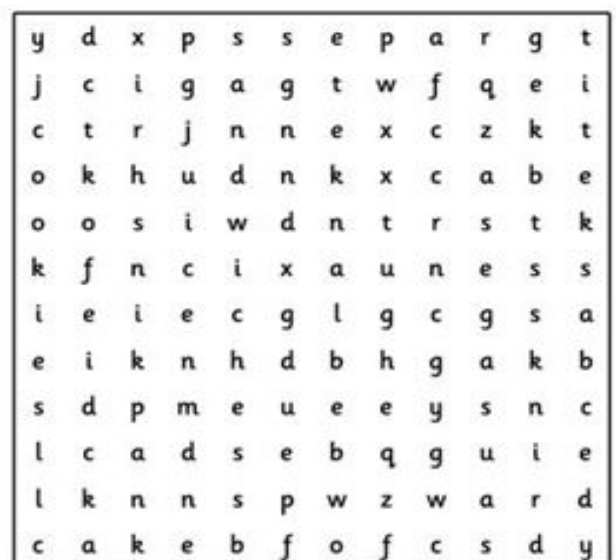 y d x p s s e p a r g t
j c i g a g t w f q e i
c t r j n n e x c z k t
o k h u d n k x c a b e
o o s i w d n t r s t k
k f n c i x a u n e s s
i e i e c g l g c g s a
e i k n h d b h g a k b
s d p m e u e e y s n c
l c a d s e b q g u i e
l k n n s p w z w a r d
c a k e b f o f c s d y